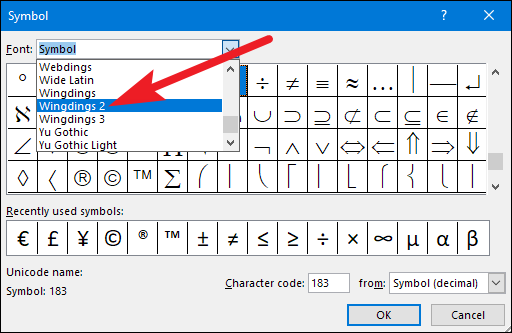 Symbol
Font: Symbol
Webdings
Wide Latin
Wingdings
Wingdings 2
Wingdings 3
Yu Gothic
Yu Gothic Light
° ÷ ≠ ≡ ≈ … | — ↵
ℵ ∩ ∪ ⊃ ⊇ ⊄ ⊂ ⊆ ∈ ∉
∠ ∏ √ ⋅ ¬ ∧ ∨ ⇔ ⇐ ⇑ ⇒ ⇓
◊ 〈 ® © ™ ∑ ⎛ ⎜ ⎝ ⎡ ⎢ ⎣ ⎧ ⎨ ⎩ ⎪
Recently used symbols:
€ £ ¥ © ® ™ ± ≠ ≤ ≥ ÷ × ∞ µ α β
Unicode name:
Symbol: 183
Character code: 183 from: Symbol (decimal)
OK Cancel